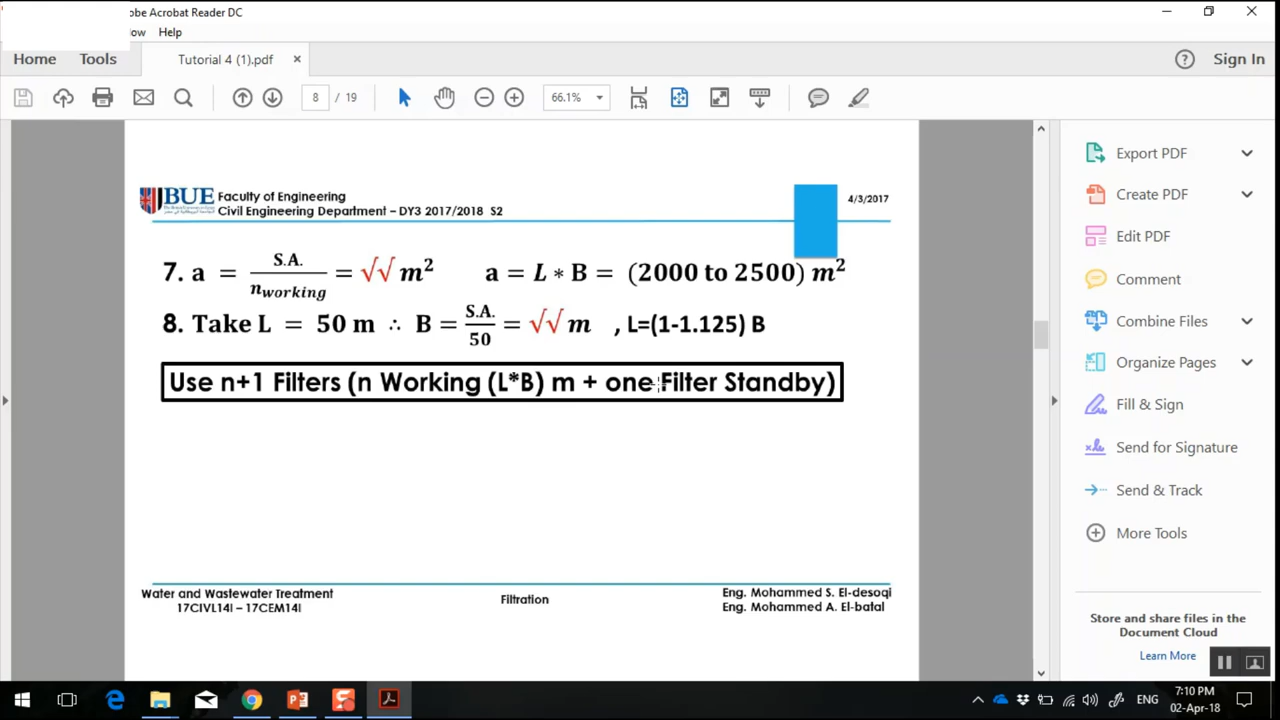 obe Acrobat Reader DC
ow Help
Home Tools Tutorial 4 (1).pdf × Sign In
8 / 19 66.1%
Export PDF
Create PDF
Edit PDF
Comment
Combine Files
Organize Pages
Fill & Sign
Send for Signature
Send & Track
More Tools
Store and share files in the
Document Cloud
Learn More
BUE Faculty of Engineering
Civil Engineering Department – DY3 2017/2018 S2
4/3/2017
7. a = S.A./n_working = √√ m² a = L * B = (2000 to 2500) m²
8. Take L = 50 m ∴ B = S.A./50 = √√ m , L=(1-1.125) B
Use n+1 Filters (n Working (L*B) m + one Filter Standby)
Water and Wastewater Treatment
17CIVL14I – 17CEM14I
Filtration
Eng. Mohammed S. El-desoqi
Eng. Mohammed A. El-batal
ENG
7:10 PM
02-Apr-18